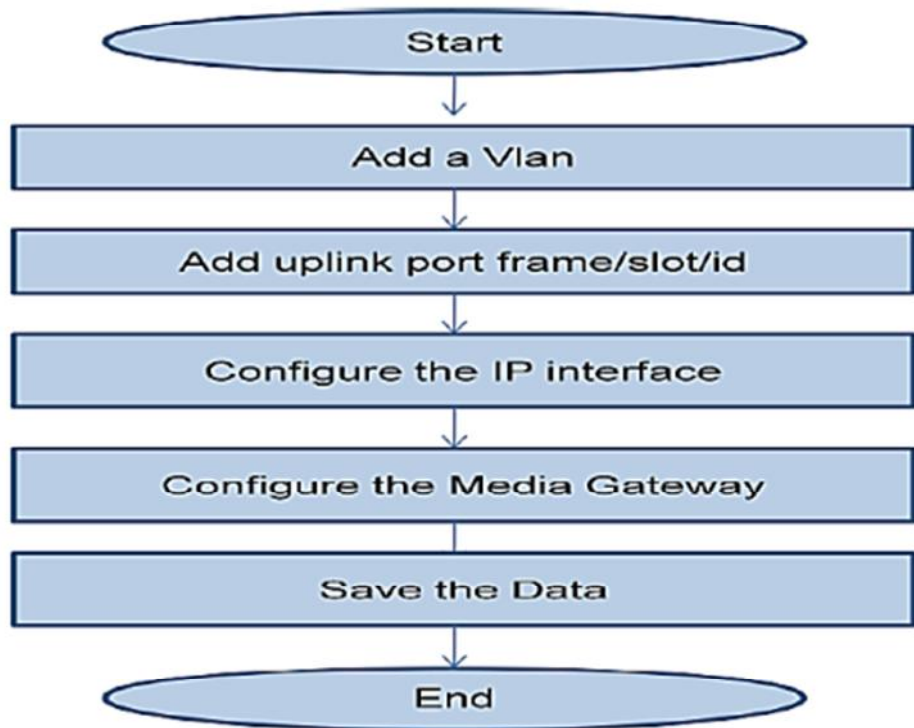 Start
Add a Vlan
Add uplink port frame/slot/id
Configure the IP interface
Configure the Media Gateway
Save the Data
End